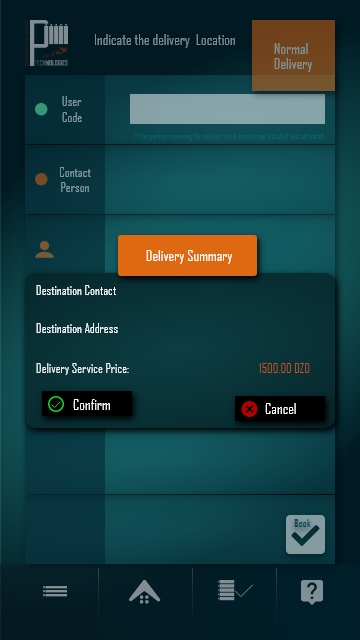 TECHNOLOGIES
Indicate the delivery Location
Normal
Delivery
User
Code
Contact
Person
Delivery Summary
Destination Contact
Destination Address
Delivery Service Price: 1500.00 DZD
Confirm
Cancel
Book